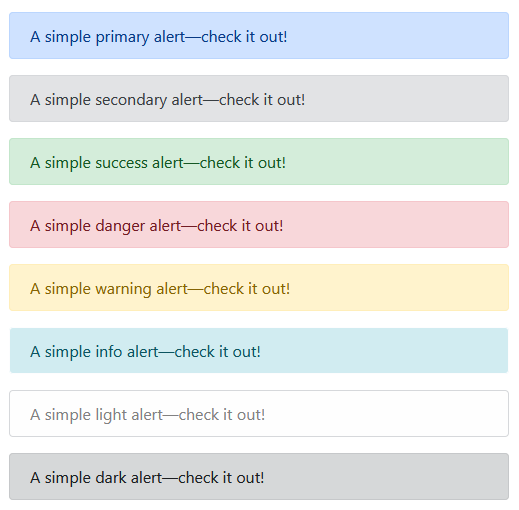 A simple primary alert—check it out!
A simple secondary alert—check it out!
A simple success alert—check it out!
A simple danger alert—check it out!
A simple warning alert—check it out!
A simple info alert—check it out!
A simple light alert—check it out!
A simple dark alert—check it out!